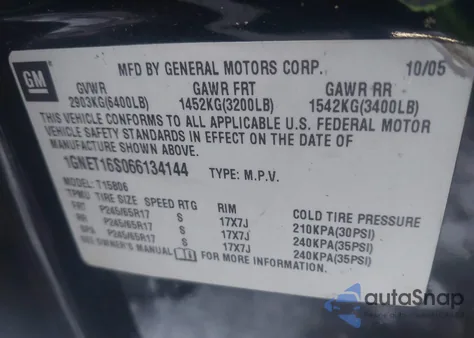 GM
MFD BY GENERAL MOTORS CORP. 10/05
GVWR GAWR FRT GAWR RR
2903KG(6400LB) 1452KG(3200LB) 1542KG(3400LB)
THIS VEHICLE CONFORMS TO ALL APPLICABLE U.S. FEDERAL MOTOR
VEHICLE SAFETY STANDARDS IN EFFECT ON THE DATE OF
MANUFACTURE SHOWN ABOVE.
1GNET16S066134144 TYPE: M.P.V.
MODEL: T15806
TPMU TIRE SIZE SPEED RTG RIM COLD TIRE PRESSURE
FRT P245/65R17 S 17X7J 210KPA(30PSI)
RR P245/65R17 S 17X7J 240KPA(35PSI)
SPA P245/65R17 S 17X7J 240KPA(35PSI)
SEE OWNER'S MANUAL FOR MORE INFORMATION.
autoSnap